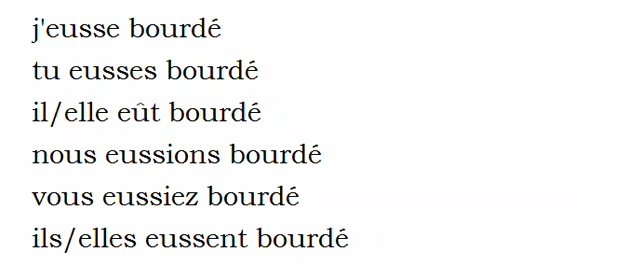 j'eusse bourdé
tu eusses bourdé
il/elle eût bourdé
nous eussions bourdé
vous eussiez bourdé
ils/elles eussent bourdé